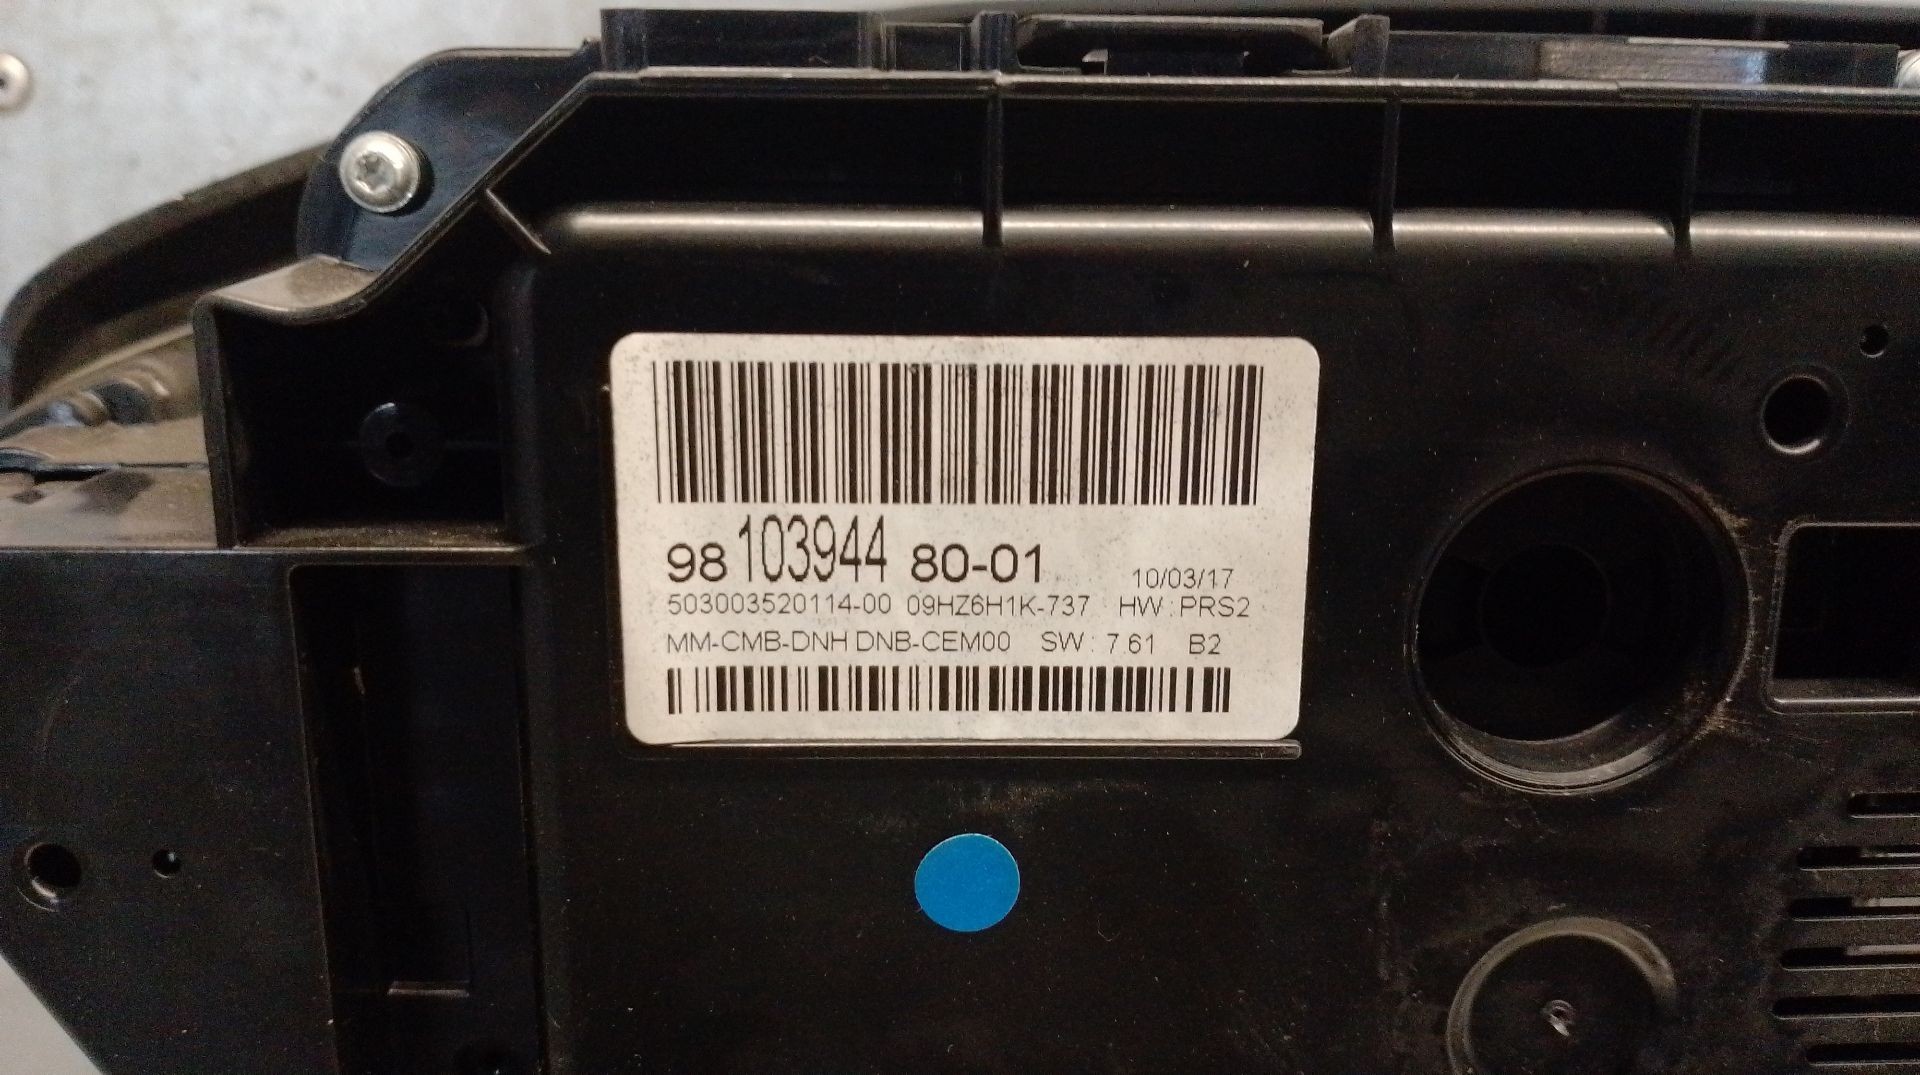 98 103944 80-01 10/03/17
503003520114-00 09HZ6H1K-737 HW : PRS2
MM-CMB-DNH DNB-CEM00 SW : 7.61 B2